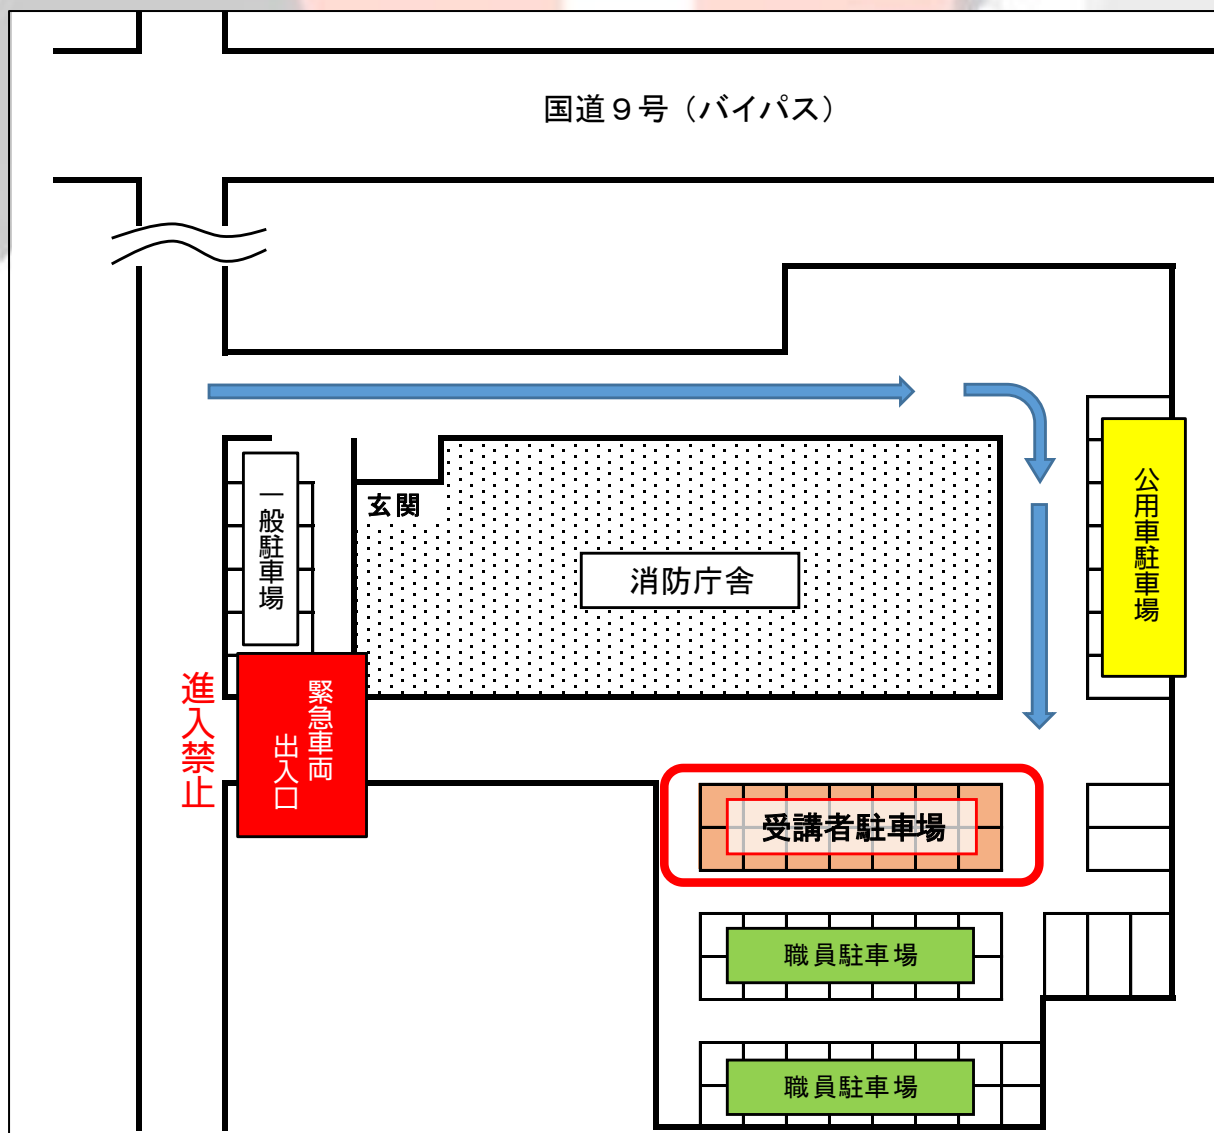 国道９号（バイパス）
玄関
一般駐車場
消防庁舎
公用車駐車場
進入禁止
緊急車両
出入口
受講者駐車場
職員駐車場
職員駐車場